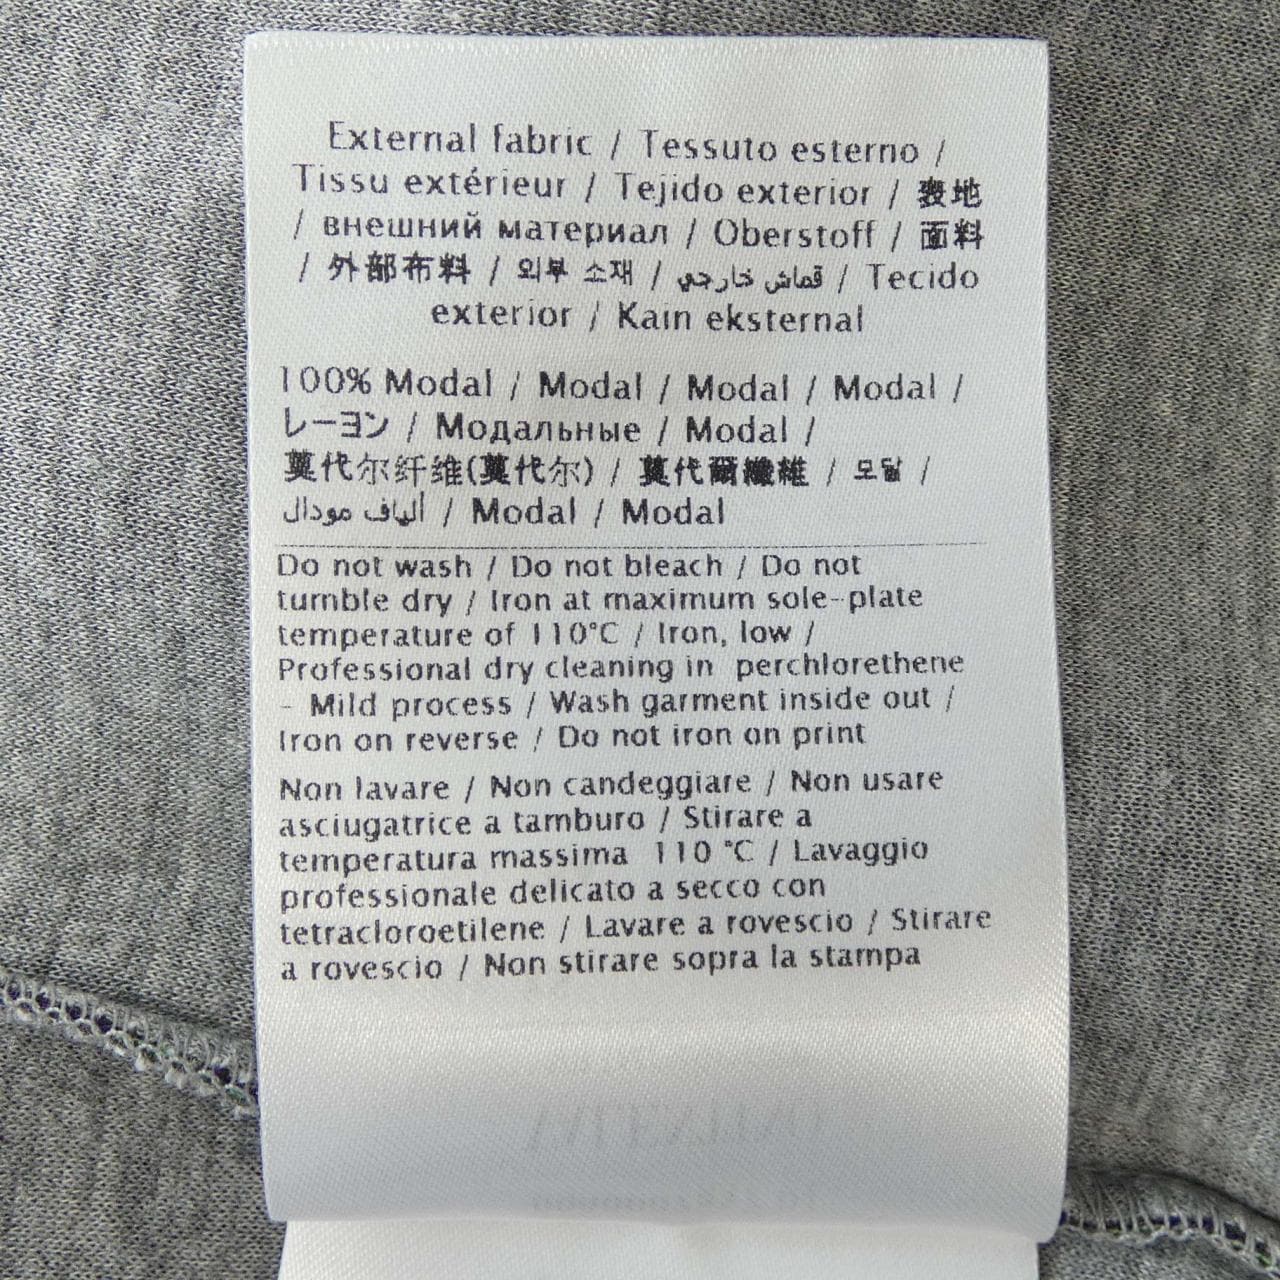 External fabric / Tessuto esterno /
Tissu extérieur / Tejido exterior / 表地
/ внешний материал / Oberstoff / 面料
/ 外部布料 / 외부 소재 / قماش خارجي / Tecido
exterior / Kain eksternal
100% Modal / Modal / Modal / Modal /
レーヨン / Модальные / Modal /
莫代尔纤维(莫代尔) / 莫代爾纖維 / 모달 /
ألياف مودال / Modal / Modal
Do not wash / Do not bleach / Do not
tumble dry / Iron at maximum sole-plate
temperature of 110°C / Iron, low /
Professional dry cleaning in perchlorethene
- Mild process / Wash garment inside out /
Iron on reverse / Do not iron on print
Non lavare / Non candeggiare / Non usare
asciugatrice a tamburo / Stirare a
temperatura massima 110 °C / Lavaggio
professionale delicato a secco con
tetracloroetilene / Lavare a rovescio / Stirare
a rovescio / Non stirare sopra la stampa